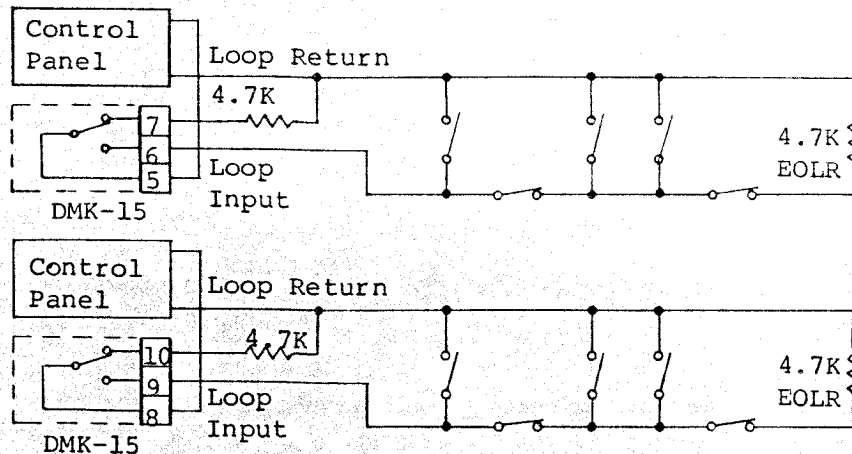 Control
Panel
Loop Return
4.7K
7
6
5
Loop
Input
DMK-15
4.7K
EOLR
Control
Panel
Loop Return
4.7K
10
9
8
Loop
Input
DMK-15
4.7K
EOLR